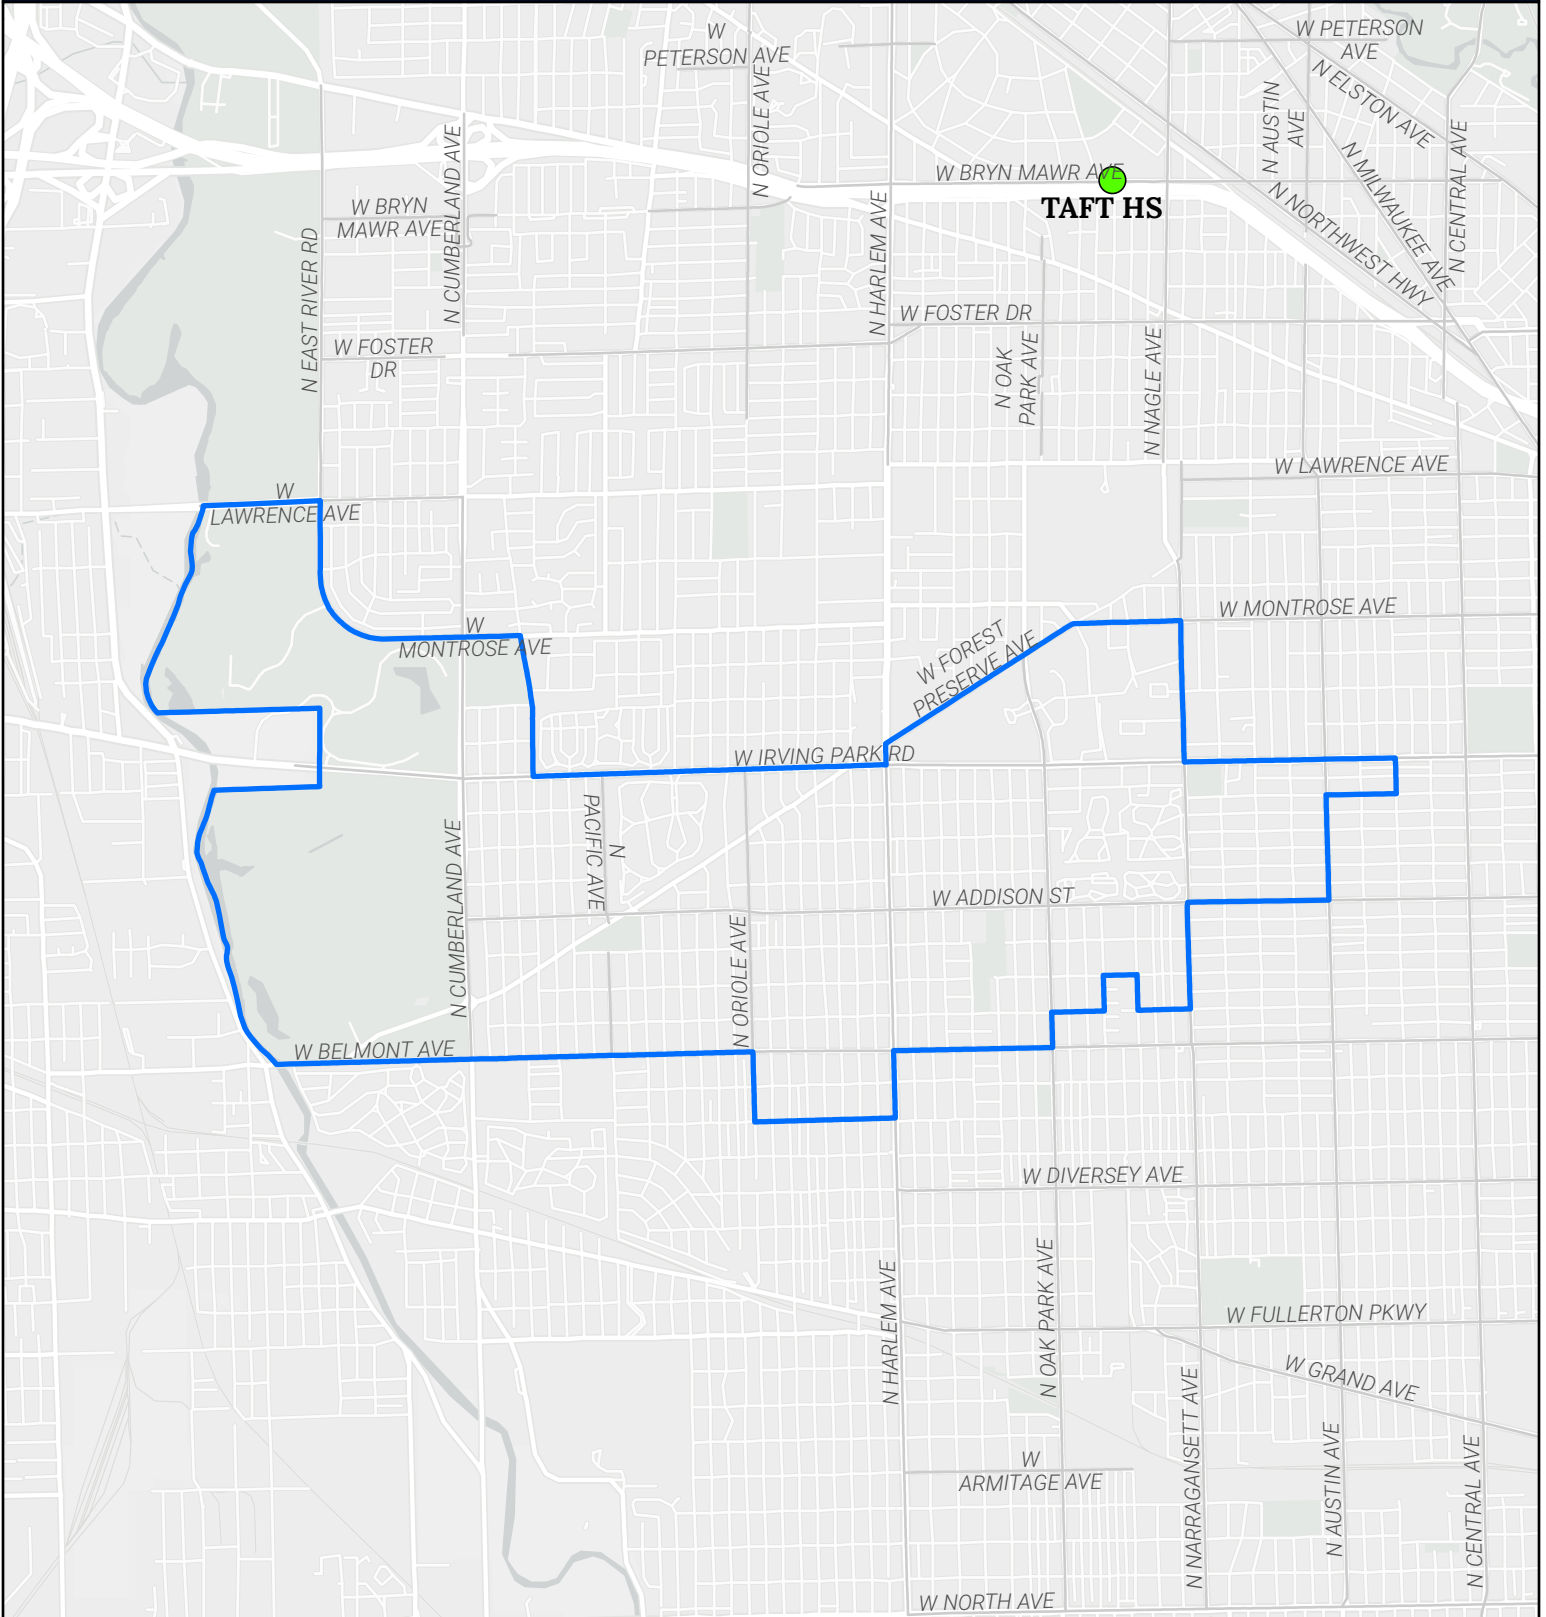 W
PETERSON AVE
W PETERSON
AVE
N ELSTON AVE
N ORIOLE AVE
N AUSTIN
AVE
N CENTRAL AVE
N CUMBERLAND AVE
N MILWAUKEE AVE
W BRYN MAWR AVE
TAFT HS
N NORTHWEST HWY
W BRYN
MAWR AVE
N EAST RIVER RD
N HARLEM AVE
W FOSTER DR
W FOSTER
DR
N OAK
PARK AVE
N NAGLE AVE
W LAWRENCE AVE
W
LAWRENCE AVE
W MONTROSE AVE
W
MONTROSE AVE
W FOREST
PRESERVE AVE
W IRVING PARK RD
N
PACIFIC AVE
N CUMBERLAND AVE
W ADDISON ST
N ORIOLE AVE
W BELMONT AVE
W DIVERSEY AVE
N HARLEM AVE
N OAK PARK AVE
W FULLERTON PKWY
W GRAND AVE
N NARRAGANSETT AVE
N AUSTIN AVE
N CENTRAL AVE
W
ARMITAGE AVE
W NORTH AVE